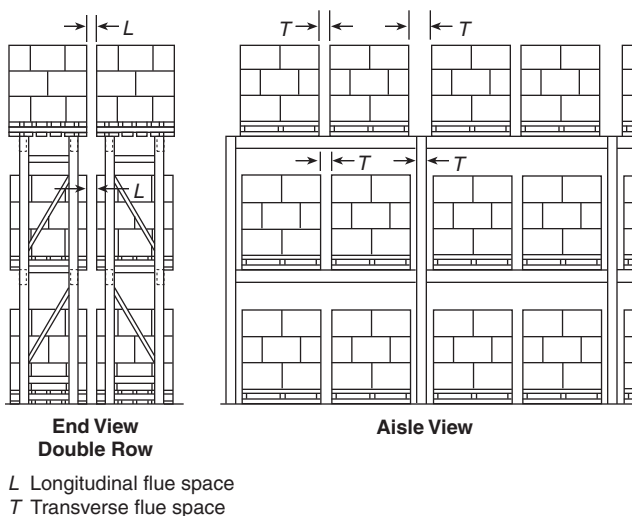 L
T
T
T
T
L
End View
Double Row
Aisle View
L Longitudinal flue space
T Transverse flue space